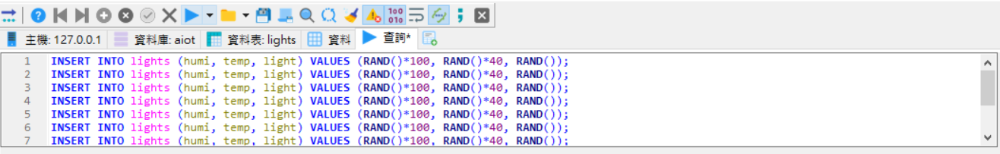 主機: 127.0.0.1 資料庫: aiot 資料表: lights 資料 查詢*
1 INSERT INTO lights (humi, temp, light) VALUES (RAND()*100, RAND()*40, RAND());
2 INSERT INTO lights (humi, temp, light) VALUES (RAND()*100, RAND()*40, RAND());
3 INSERT INTO lights (humi, temp, light) VALUES (RAND()*100, RAND()*40, RAND());
4 INSERT INTO lights (humi, temp, light) VALUES (RAND()*100, RAND()*40, RAND());
5 INSERT INTO lights (humi, temp, light) VALUES (RAND()*100, RAND()*40, RAND());
6 INSERT INTO lights (humi, temp, light) VALUES (RAND()*100, RAND()*40, RAND());
7 INSERT INTO lights (humi, temp, light) VALUES (RAND()*100, RAND()*40, RAND());